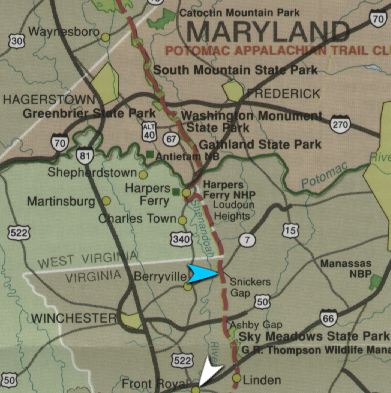 Catoctin Mountain Park
70
Waynesboro
30
MARYLAND
POTOMAC APPALACHIAN TRAIL CL
South Mountain State Park
HAGERSTOWN
FREDERICK
Greenbrier State Park
Washington Monument
State Park
ALT
40
67
270
70
Gathland State Park
81
Antietam NB
Shepherdstown
Potomac
River
Harpers
Ferry
Harpers
Ferry NHP
Martinsburg
Loudoun
Heights
Charles Town
Shenandoah
522
340
7
15
WEST VIRGINIA
VIRGINIA
Berryville
Snickers
Gap
Manassas
NBP
50
WINCHESTER
66
Ashby Gap
Sky Meadows State Park
G.R. Thompson Wildlife Mana
522
River
50
Front Royal
Linden